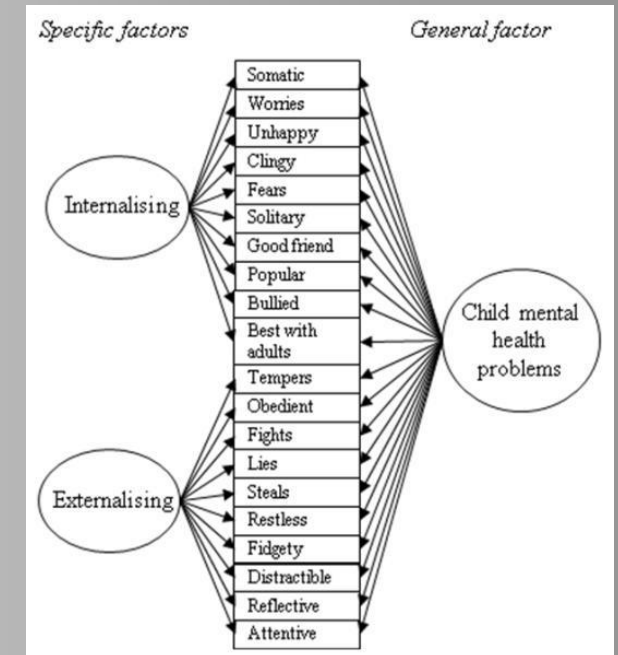 Specific factors
General factor
Somatic
Worries
Unhappy
Clingy
Fears
Solitary
Good friend
Popular
Bullied
Best with
adults
Tempers
Obedient
Fights
Lies
Steals
Restless
Fidgety
Distractible
Reflective
Attentive
Internalising
Externalising
Child mental
health
problems